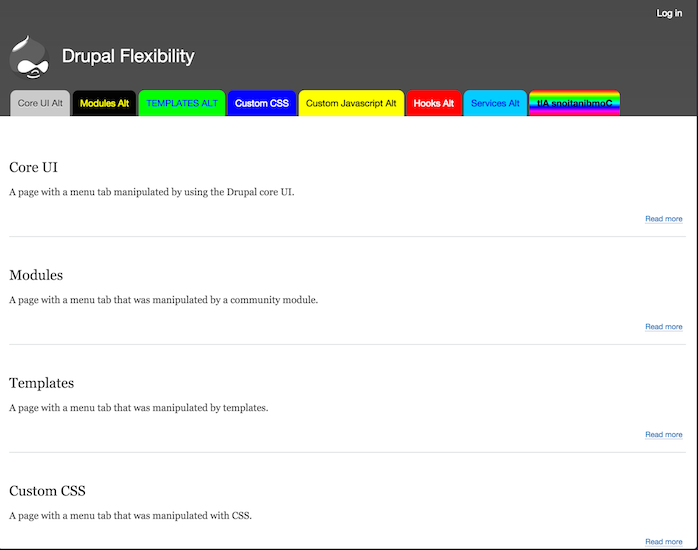 Log in
Drupal Flexibility
Core UI Alt
Modules Alt
TEMPLATES ALT
Custom CSS
Custom Javascript Alt
Hooks Alt
Services Alt
Combinations Alt
Core UI
A page with a menu tab manipulated by using the Drupal core UI.
Read more
Modules
A page with a menu tab that was manipulated by a community module.
Read more
Templates
A page with a menu tab that was manipulated by templates.
Read more
Custom CSS
A page with a menu tab that was manipulated with CSS.
Read more